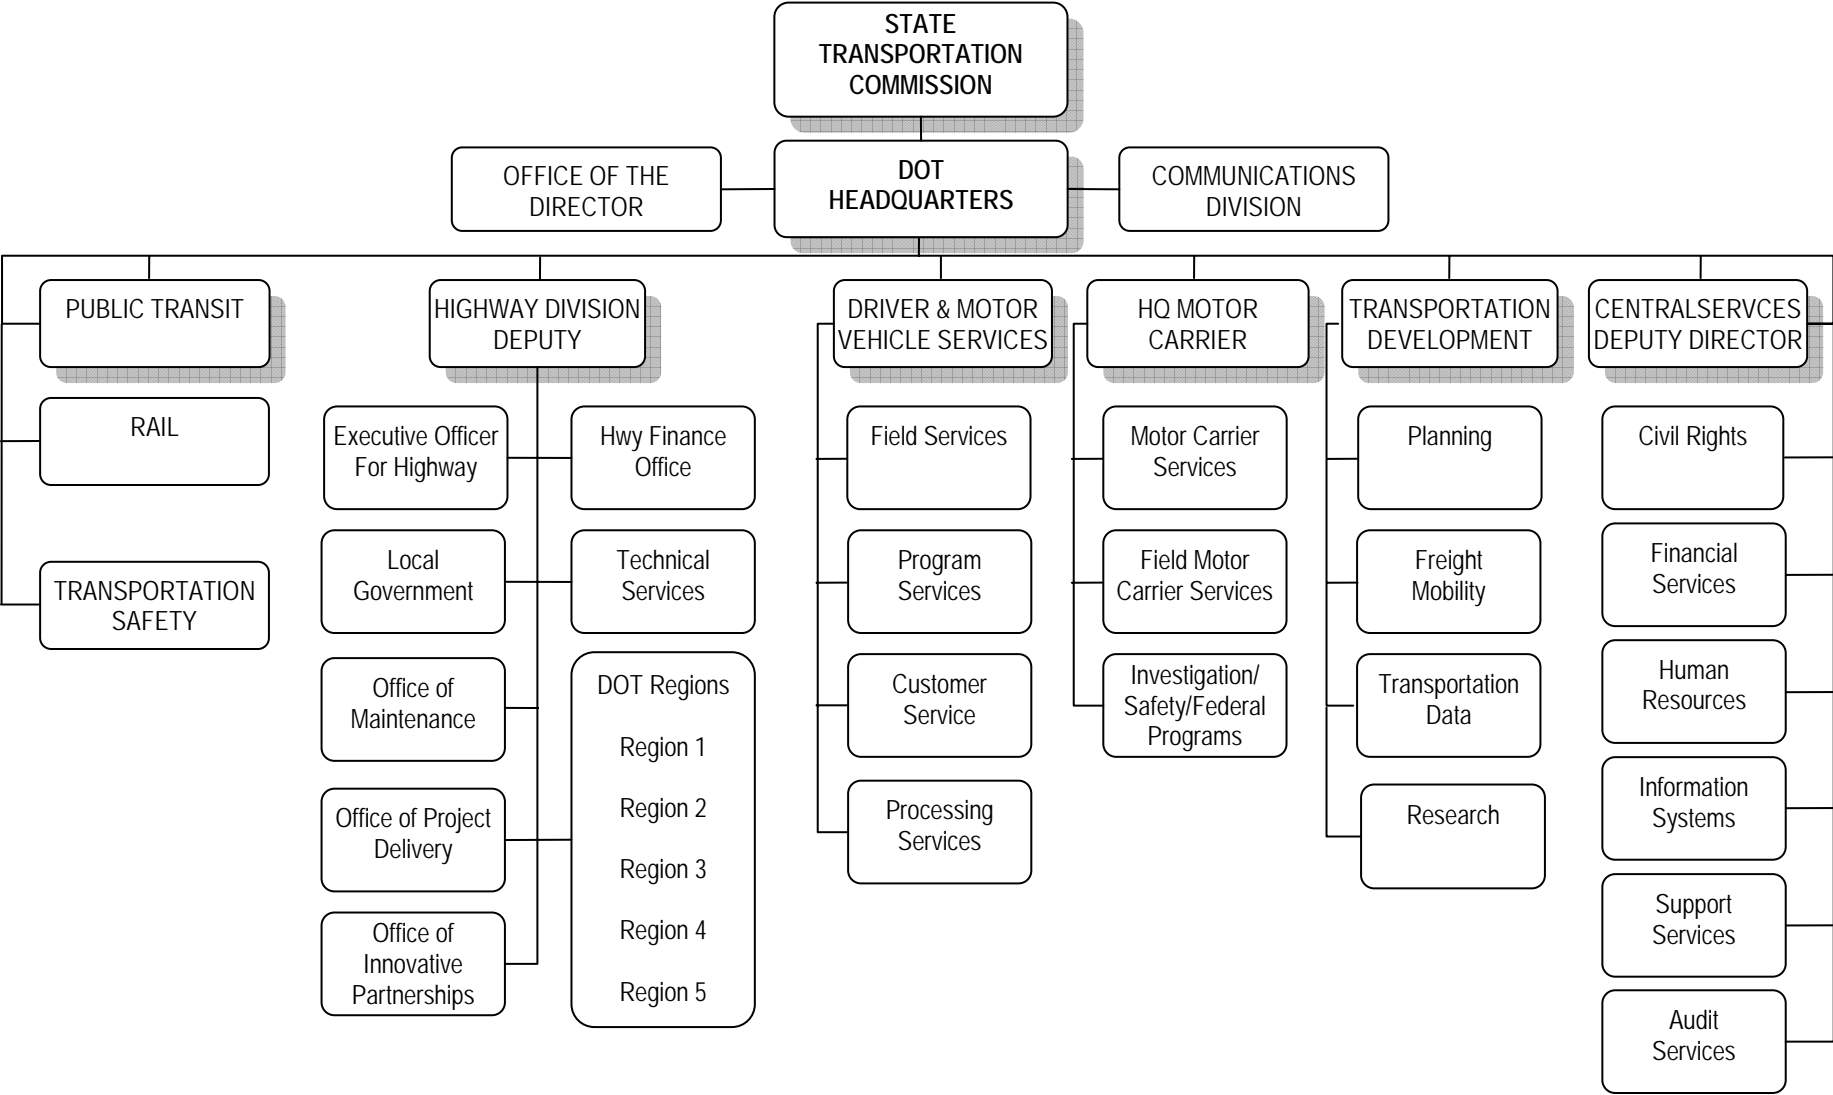 STATE
TRANSPORTATION
COMMISSION
OFFICE OF THE
DIRECTOR
DOT
HEADQUARTERS
COMMUNICATIONS
DIVISION
PUBLIC TRANSIT
RAIL
TRANSPORTATION
SAFETY
HIGHWAY DIVISION
DEPUTY
Executive Officer
For Highway
Hwy Finance
Office
Local
Government
Technical
Services
Office of
Maintenance
Office of Project
Delivery
Office of
Innovative
Partnerships
DOT Regions
Region 1
Region 2
Region 3
Region 4
Region 5
DRIVER & MOTOR
VEHICLE SERVICES
Field Services
Program
Services
Customer
Service
Processing
Services
HQ MOTOR
CARRIER
Motor Carrier
Services
Field Motor
Carrier Services
Investigation/
Safety/Federal
Programs
TRANSPORTATION
DEVELOPMENT
Planning
Freight
Mobility
Transportation
Data
Research
CENTRALSERVCES
DEPUTY DIRECTOR
Civil Rights
Financial
Services
Human
Resources
Information
Systems
Support
Services
Audit
Services